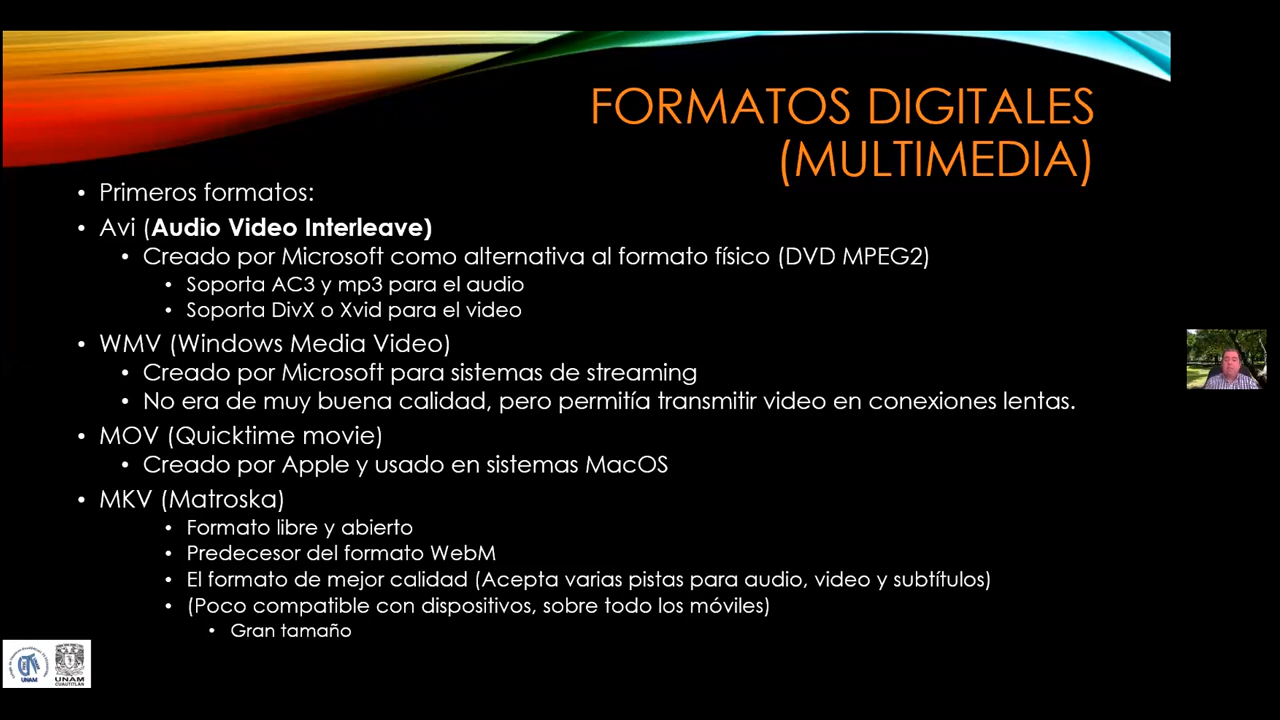 FORMATOS DIGITALES
(MULTIMEDIA)
• Primeros formatos:
• Avi (Audio Video Interleave)
• Creado por Microsoft como alternativa al formato físico (DVD MPEG2)
• Soporta AC3 y mp3 para el audio
• Soporta DivX o Xvid para el video
• WMV (Windows Media Video)
• Creado por Microsoft para sistemas de streaming
• No era de muy buena calidad, pero permitía transmitir video en conexiones lentas.
• MOV (Quicktime movie)
• Creado por Apple y usado en sistemas MacOS
• MKV (Matroska)
• Formato libre y abierto
• Predecesor del formato WebM
• El formato de mejor calidad (Acepta varias pistas para audio, video y subtítulos)
• (Poco compatible con dispositivos, sobre todo los móviles)
• Gran tamaño
UNAM
UNAM
CUAUTITLÁN